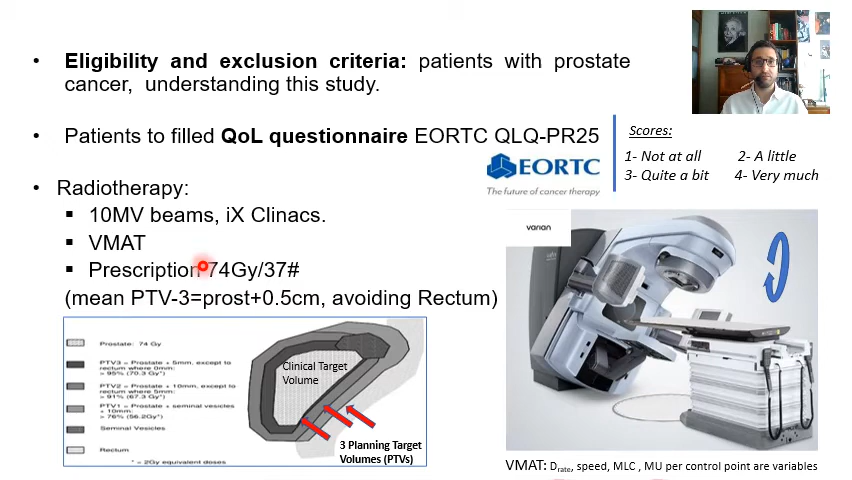 • Eligibility and exclusion criteria: patients with prostate
cancer, understanding this study.
• Patients to filled QoL questionnaire EORTC QLQ-PR25
EORTC
The future of cancer therapy
Scores:
1- Not at all 2- A little
3- Quite a bit 4- Very much
• Radiotherapy:
▪ 10MV beams, iX Clinacs.
▪ VMAT
▪ Prescription 74Gy/37#
(mean PTV-3=prost+0.5cm, avoiding Rectum)
Prostate: 74 Gy
PTV3 = Prostate + 5mm, except to
rectum where 0mm:
> 95% (70.3 Gy*)
PTV2 = Prostate + 10mm, except to
rectum where 5mm:
> 91% (67.3 Gy*)
PTV1 = Prostate + seminal vesicles
+ 10mm:
> 76% (56.2Gy*)
Seminal Vesicles
Rectum
* = 2Gy equivalent doses
Clinical Target
Volume
3 Planning Target
Volumes (PTVs)
varian
VMAT: Drate, speed, MLC , MU per control point are variables